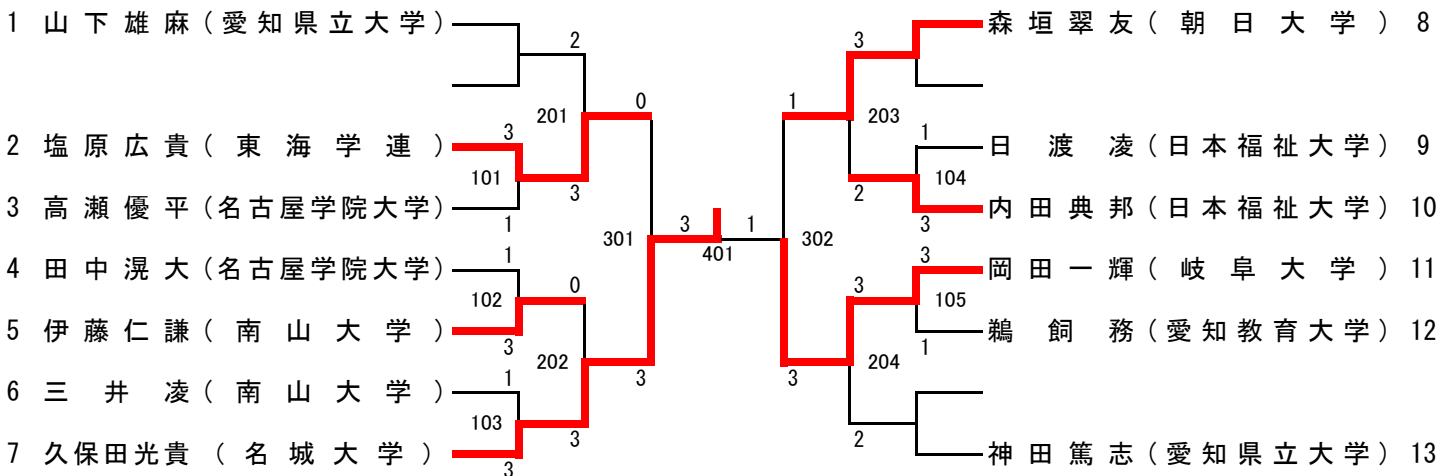 1 山下雄麻(愛知県立大学)
2
3
森垣翠友(朝日大学) 8
201
0
1
203
2 塩原広貴(東海学連)
3
1
日渡凌(日本福祉大学) 9
101
3
2
104
3 高瀬優平(名古屋学院大学)
1
3
内田典邦(日本福祉大学) 10
301
3
401
1
302
4 田中滉大(名古屋学院大学)
1
3
岡田一輝(岐阜大学) 11
102
0
3
105
5 伊藤仁謙(南山大学)
3
1
鵜飼務(愛知教育大学) 12
202
3
3
204
6 三井凌(南山大学)
1
103
3
2
7 久保田光貴(名城大学)
3
神田篤志(愛知県立大学) 13